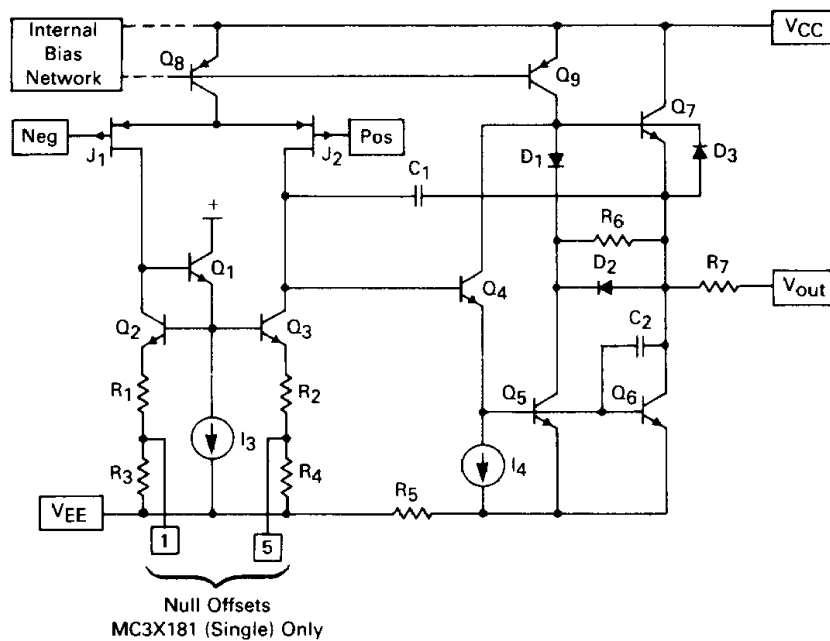 Internal
Bias
Network
VCC
Q8
Q9
Q7
Neg
Pos
J1
J2
D1
D3
C1
R6
Q1
D2
R7
Vout
Q4
Q2
Q3
C2
R1
R2
Q5
Q6
I3
I4
R3
R4
R5
VEE
1
5
+
Null Offsets
MC3X181 (Single) Only